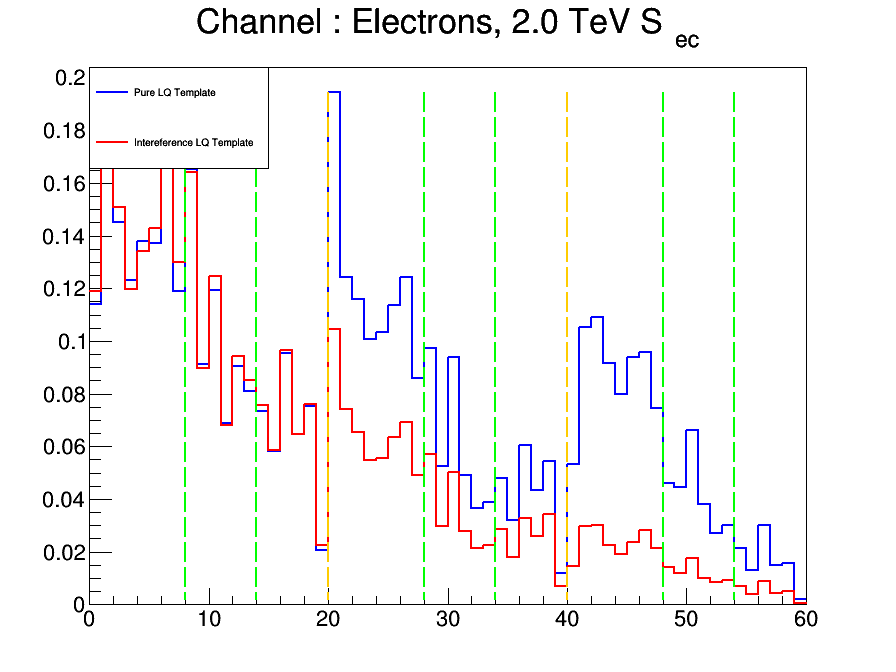 Channel : Electrons, 2.0 TeV S ec
0.2
Pure LQ Template
0.18
Intereference LQ Template
0.16
0.14
0.12
0.1
0.08
0.06
0.04
0.02
0
0 10 20 30 40 50 60